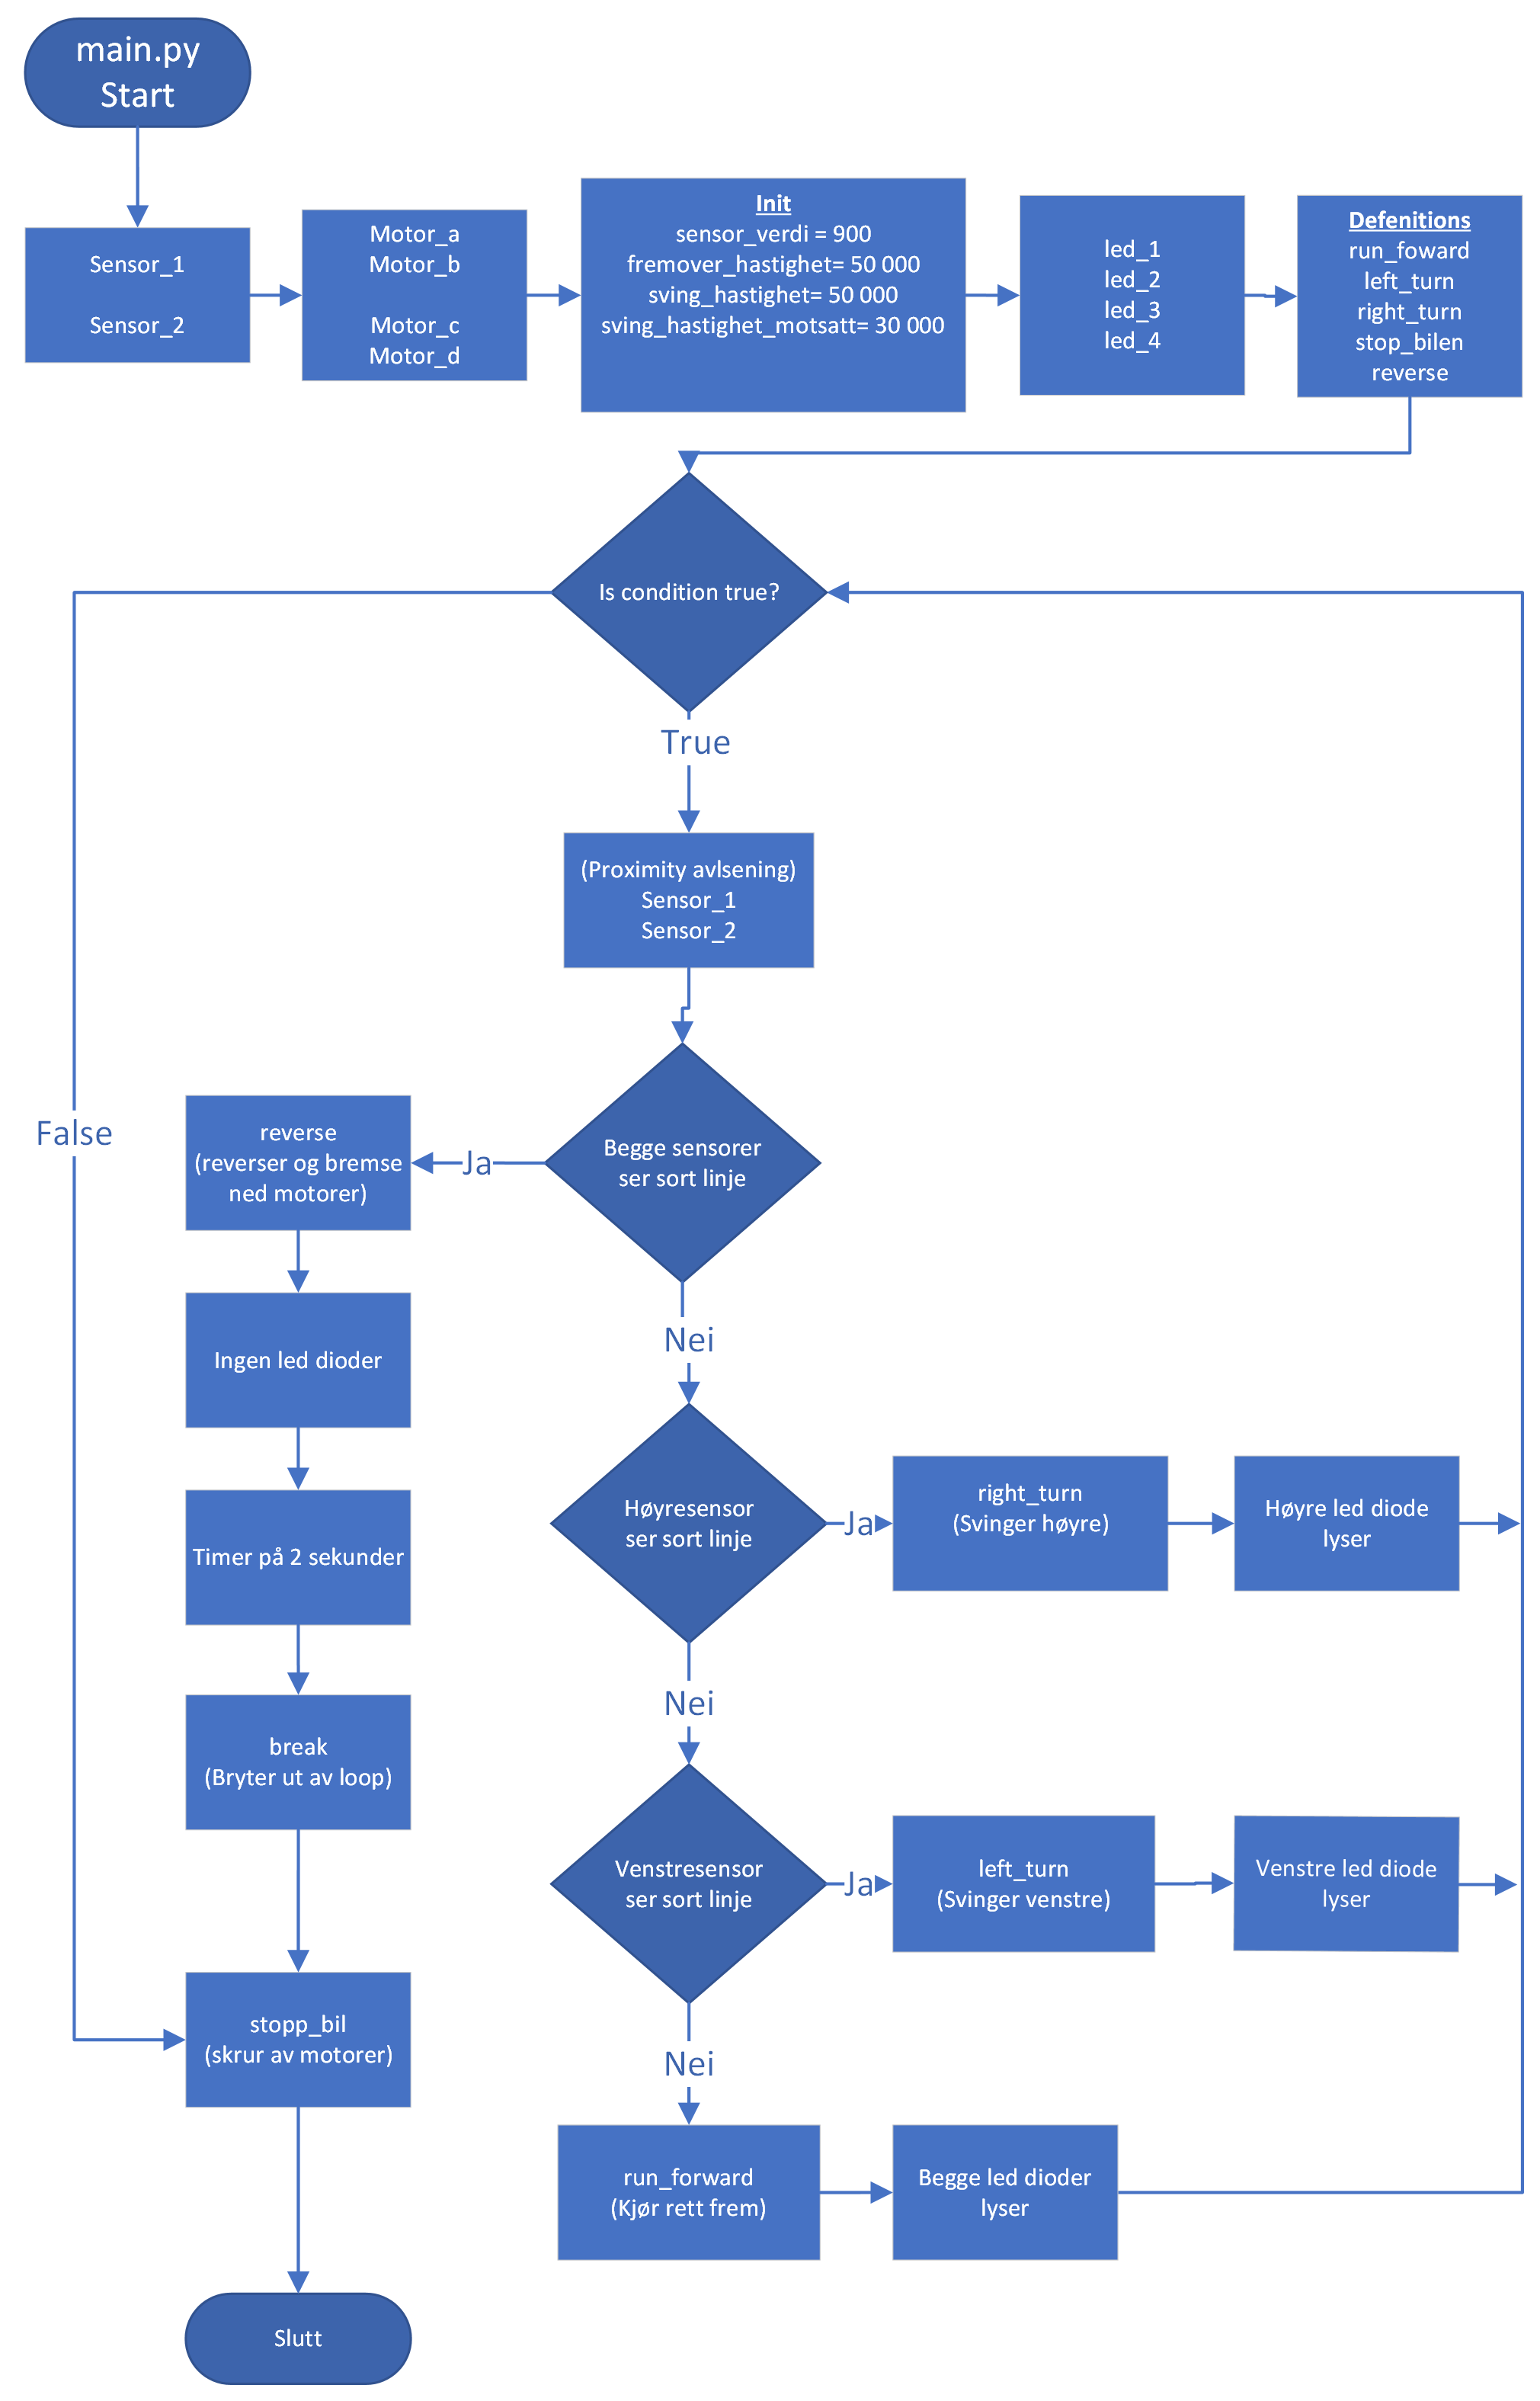 main.py
Start
Sensor_1
Sensor_2
Motor_a
Motor_b
Motor_c
Motor_d
Init
sensor_verdi = 900
fremover_hastighet= 50 000
sving_hastighet= 50 000
sving_hastighet_motsatt= 30 000
led_1
led_2
led_3
led_4
Defenitions
run_foward
left_turn
right_turn
stop_bilen
reverse
Is condition true?
True
False
(Proximity avlsening)
Sensor_1
Sensor_2
Begge sensorer
ser sort linje
Ja
reverse
(reverser og bremse
ned motorer)
Ingen led dioder
Timer på 2 sekunder
break
(Bryter ut av loop)
stopp_bil
(skrur av motorer)
Slutt
Nei
Høyresensor
ser sort linje
Ja
right_turn
(Svinger høyre)
Høyre led diode
lyser
Nei
Venstresensor
ser sort linje
Ja
left_turn
(Svinger venstre)
Venstre led diode
lyser
Nei
run_forward
(Kjør rett frem)
Begge led dioder
lyser